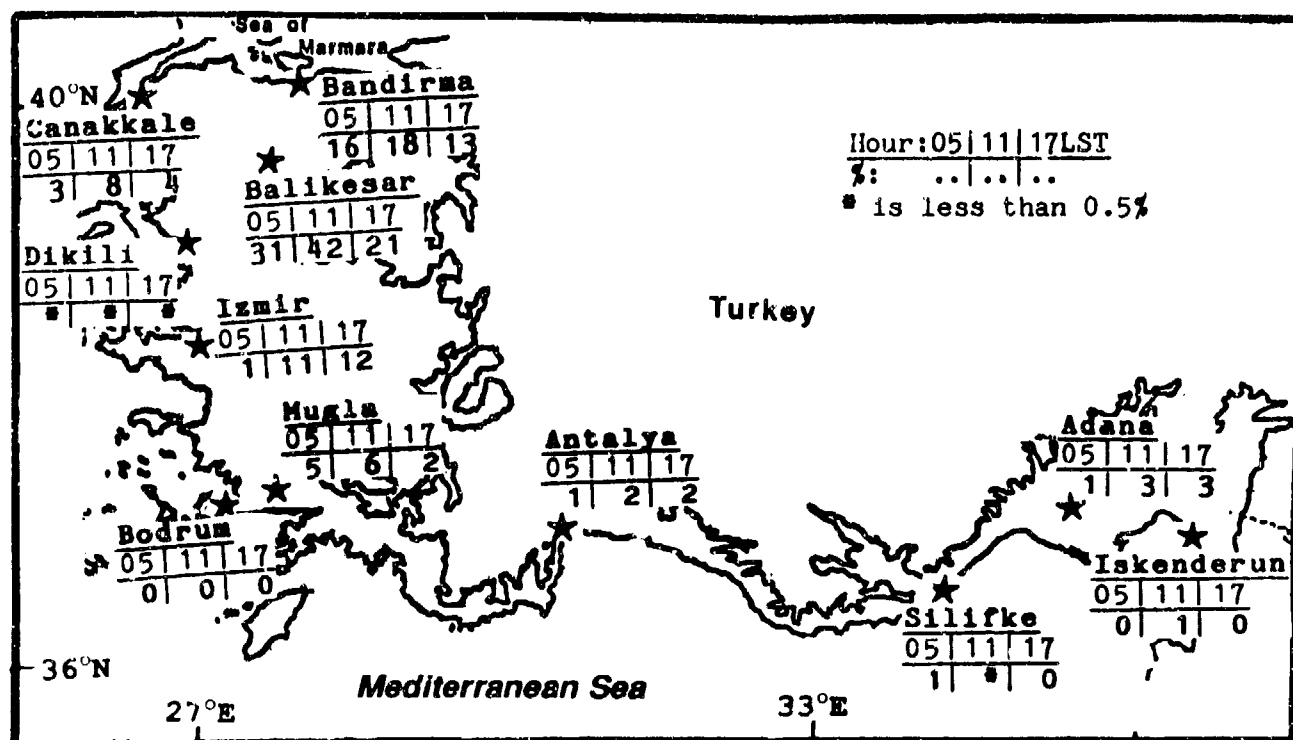 Sea of
Marmara
40°N
Bandirma
05 | 11 | 17
16 | 18 | 13
Canakkale
05 | 11 | 17
3 | 8 | 4
Hour: 05 | 11 | 17 LST
%: .. | .. | ..
* is less than 0.5%
Balikesar
05 | 11 | 17
31 | 42 | 21
Dikili
05 | 11 | 17
* | * | *
Izmir
05 | 11 | 17
1 | 11 | 12
Turkey
Mugla
05 | 11 | 17
5 | 6 | 2
Antalya
05 | 11 | 17
1 | 2 | 2
Adana
05 | 11 | 17
1 | 3 | 3
Bodrum
05 | 11 | 17
0 | 0 | 0
Iskenderun
05 | 11 | 17
0 | 1 | 0
Silifke
05 | 11 | 17
1 | * | 0
36°N
Mediterranean Sea
27°E
33°E